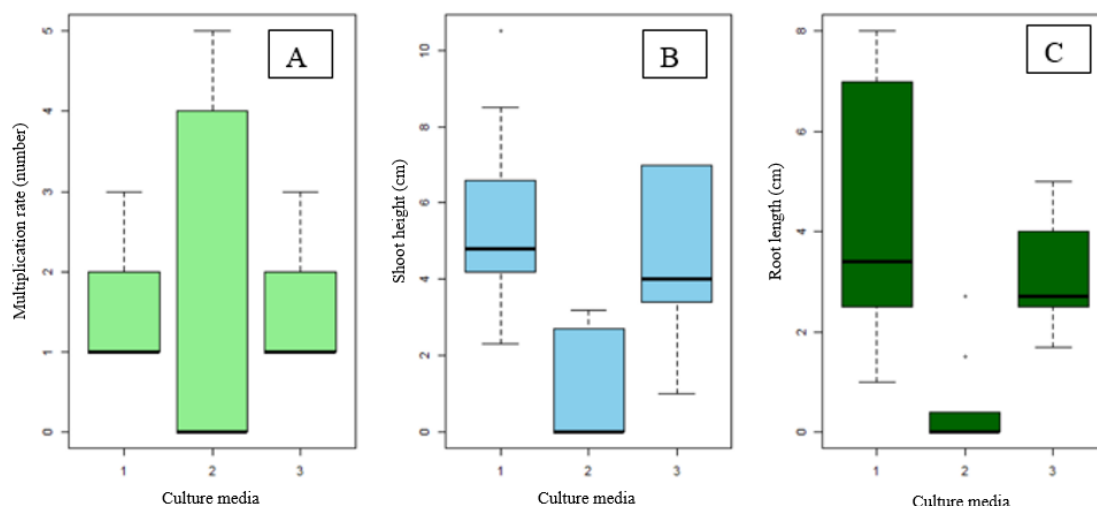 A
Multiplication rate (number)
5
4
3
2
1
0
1 2 3
Culture media
B
Shoot height (cm)
10
8
6
4
2
0
1 2 3
Culture media
C
Root length (cm)
8
6
4
2
0
1 2 3
Culture media